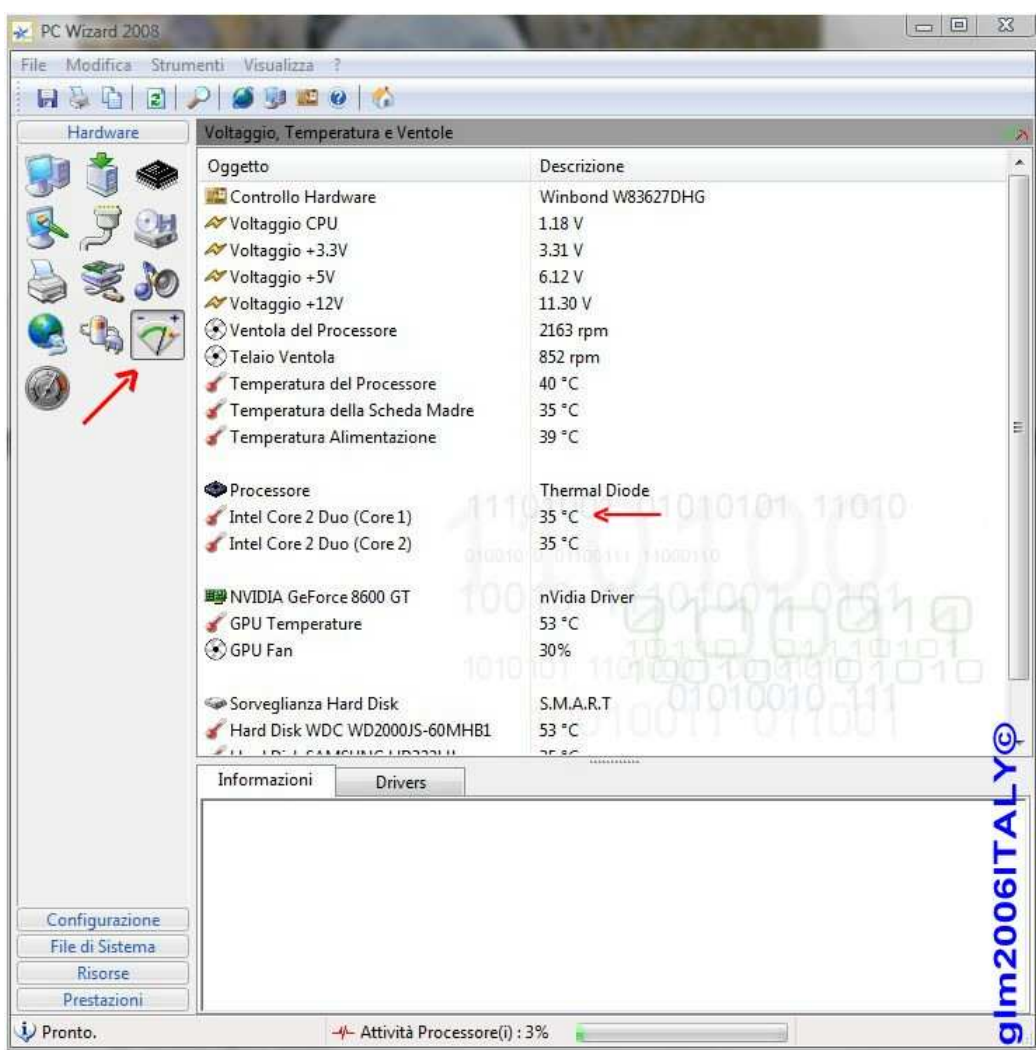 PC Wizard 2008
File Modifica Strumenti Visualizza ?
Hardware
Voltaggio, Temperatura e Ventole
Oggetto Descrizione
Controllo Hardware Winbond W83627DHG
Voltaggio CPU 1.18 V
Voltaggio +3.3V 3.31 V
Voltaggio +5V 6.12 V
Voltaggio +12V 11.30 V
Ventola del Processore 2163 rpm
Telaio Ventola 852 rpm
Temperatura del Processore 40 °C
Temperatura della Scheda Madre 35 °C
Temperatura Alimentazione 39 °C
Processore Thermal Diode
Intel Core 2 Duo (Core 1) 35 °C
Intel Core 2 Duo (Core 2) 35 °C
NVIDIA GeForce 8600 GT nVidia Driver
GPU Temperature 53 °C
GPU Fan 30%
Sorveglianza Hard Disk S.M.A.R.T
Hard Disk WDC WD2000JS-60MHB1 53 °C
Informazioni Drivers
Configurazione
File di Sistema
Risorse
Prestazioni
Pronto. Attività Processore(i) : 3%
glm2006ITALY©